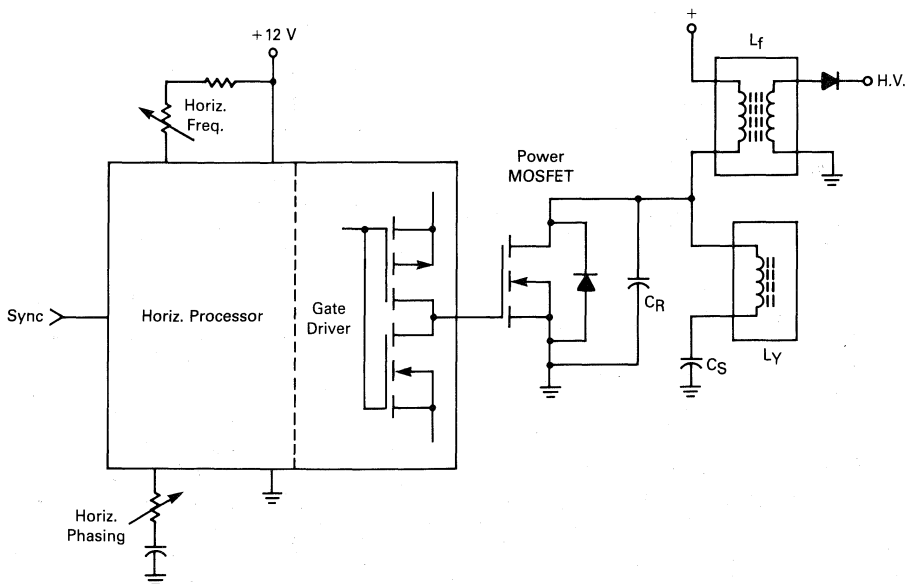 +12 V
Horiz.
Freq.
+
Lf
H.V.
Power
MOSFET
Sync
Horiz. Processor
Gate
Driver
CR
CS
LY
Horiz.
Phasing